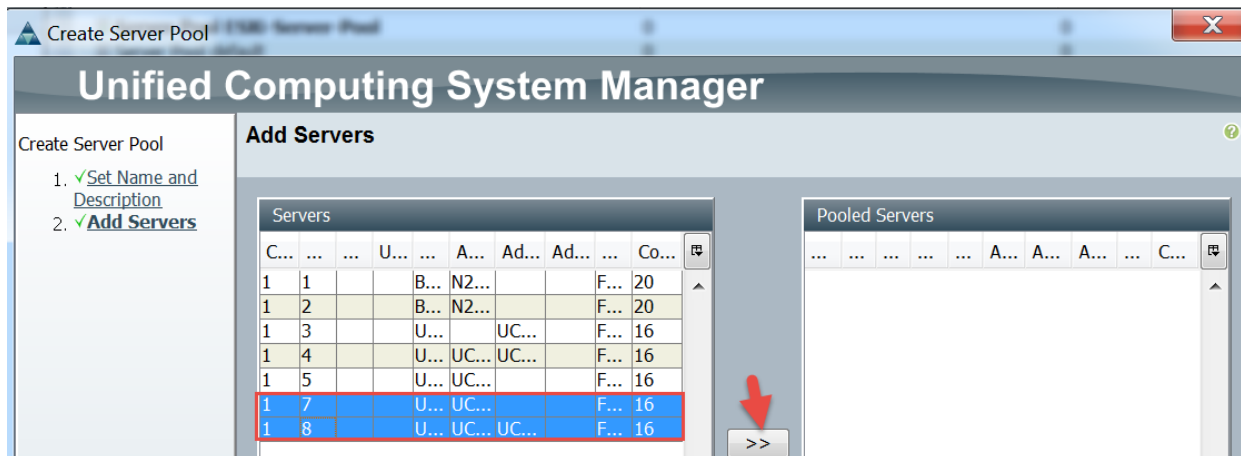 Create Server Pool
Unified Computing System Manager
Create Server Pool
1. Set Name and
Description
2. Add Servers
Add Servers
Servers
C... ... ... U... ... A... Ad... Ad... ... Co...
1 1 B... N2... F... 20
1 2 B... N2... F... 20
1 3 U... UC... F... 16
1 4 U... UC... UC... F... 16
1 5 U... UC... F... 16
1 7 U... UC... F... 16
1 8 U... UC... UC... F... 16
>>
Pooled Servers
... ... ... ... ... A... A... A... ... C...